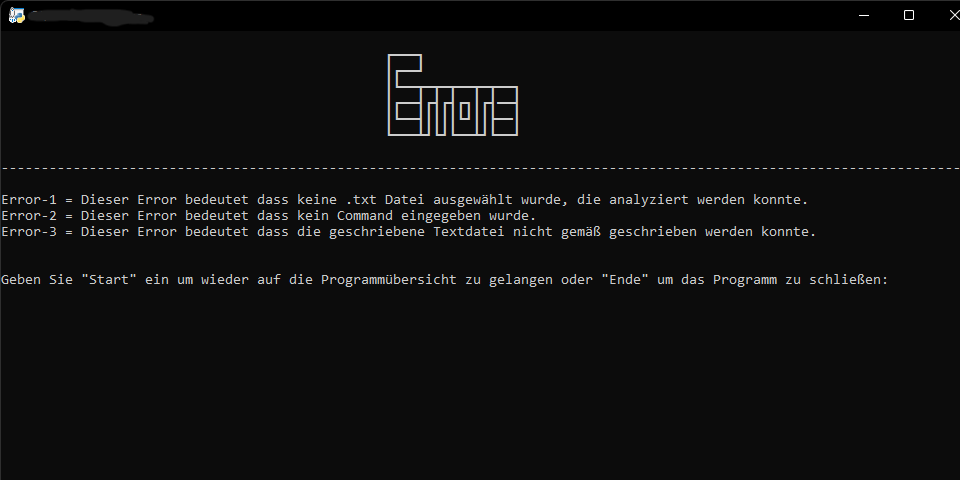 Errors
--------------------------------------------------------------------------------------------------------------------
Error-1 = Dieser Error bedeutet dass keine .txt Datei ausgewählt wurde, die analyziert werden konnte.
Error-2 = Dieser Error bedeutet dass kein Command eingegeben wurde.
Error-3 = Dieser Error bedeutet dass die geschriebene Textdatei nicht gemäß geschrieben werden konnte.
Geben Sie "Start" ein um wieder auf die Programmübersicht zu gelangen oder "Ende" um das Programm zu schließen: